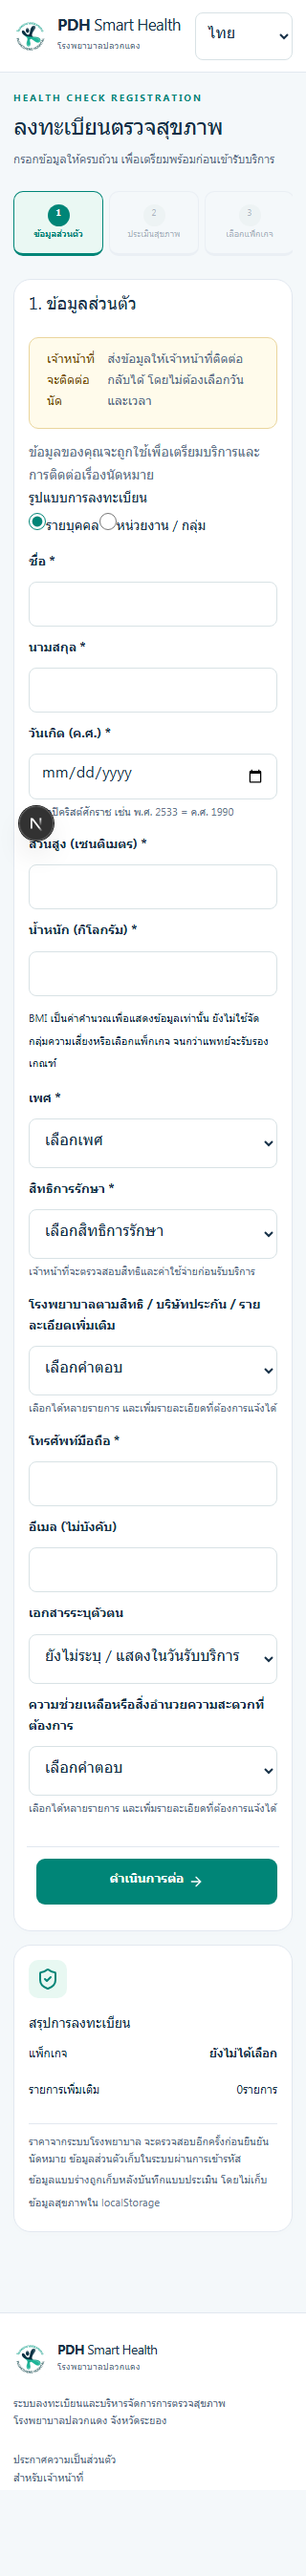 PDH Smart Health
โรงพยาบาลปลวกแดง
ไทย
HEALTH CHECK REGISTRATION
ลงทะเบียนตรวจสุขภาพ
กรอกข้อมูลให้ครบถ้วน เพื่อเตรียมพร้อมก่อนเข้ารับบริการ
1
2
3
ข้อมูลส่วนตัว
ประเมินสุขภาพ
เลือกแพ็กเกจ
1. ข้อมูลส่วนตัว
เจ้าหน้าที่
จะติดต่อ
นัด
ส่งข้อมูลให้เจ้าหน้าที่ติดต่อ
กลับได้ โดยไม่ต้องเลือกวัน
และเวลา
ข้อมูลของคุณจะถูกใช้เพื่อเตรียมบริการและ
การติดต่อเรื่องนัดหมาย
รูปแบบการลงทะเบียน
รายบุคคล
หน่วยงาน / กลุ่ม
ชื่อ *
นามสกุล *
วันเกิด (ค.ศ.) *
mm/dd/yyyy
ปีคริสต์ศักราช เช่น พ.ศ. 2533 = ค.ศ. 1990
N
ส่วนสูง (เซนติเมตร) *
น้ำหนัก (กิโลกรัม) *
BMI เป็นค่าคำนวณเพื่อแสดงข้อมูลเท่านั้น ยังไม่ใช้จัด
กลุ่มความเสี่ยงหรือเลือกแพ็กเกจ จนกว่าแพทย์จะรับรอง
เกณฑ์
เพศ *
เลือกเพศ
สิทธิการรักษา *
เลือกสิทธิการรักษา
เจ้าหน้าที่จะตรวจสอบสิทธิและค่าใช้จ่ายก่อนรับบริการ
โรงพยาบาลตามสิทธิ / บริษัทประกัน / ราย
ละเอียดเพิ่มเติม
เลือกคำตอบ
เลือกได้หลายรายการ และเพิ่มรายละเอียดที่ต้องการแจ้งได้
โทรศัพท์มือถือ *
อีเมล (ไม่บังคับ)
เอกสารระบุตัวตน
ยังไม่ระบุ / แสดงในวันรับบริการ
ความช่วยเหลือหรือสิ่งอำนวยความสะดวกที่
ต้องการ
เลือกคำตอบ
เลือกได้หลายรายการ และเพิ่มรายละเอียดที่ต้องการแจ้งได้
ดำเนินการต่อ →
สรุปการลงทะเบียน
แพ็กเกจ
ยังไม่ได้เลือก
รายการเพิ่มเติม
0รายการ
ราคาจากระบบโรงพยาบาล จะตรวจสอบอีกครั้งก่อนยืนยัน
นัดหมาย ข้อมูลส่วนตัวเก็บในระบบผ่านการเข้ารหัส
ข้อมูลแบบร่างถูกเก็บหลังบันทึกแบบประเมิน โดยไม่เก็บ
ข้อมูลสุขภาพใน localStorage
PDH Smart Health
โรงพยาบาลปลวกแดง
ระบบลงทะเบียนและบริหารจัดการการตรวจสุขภาพ
โรงพยาบาลปลวกแดง จังหวัดระยอง
ประกาศความเป็นส่วนตัว
สำหรับเจ้าหน้าที่